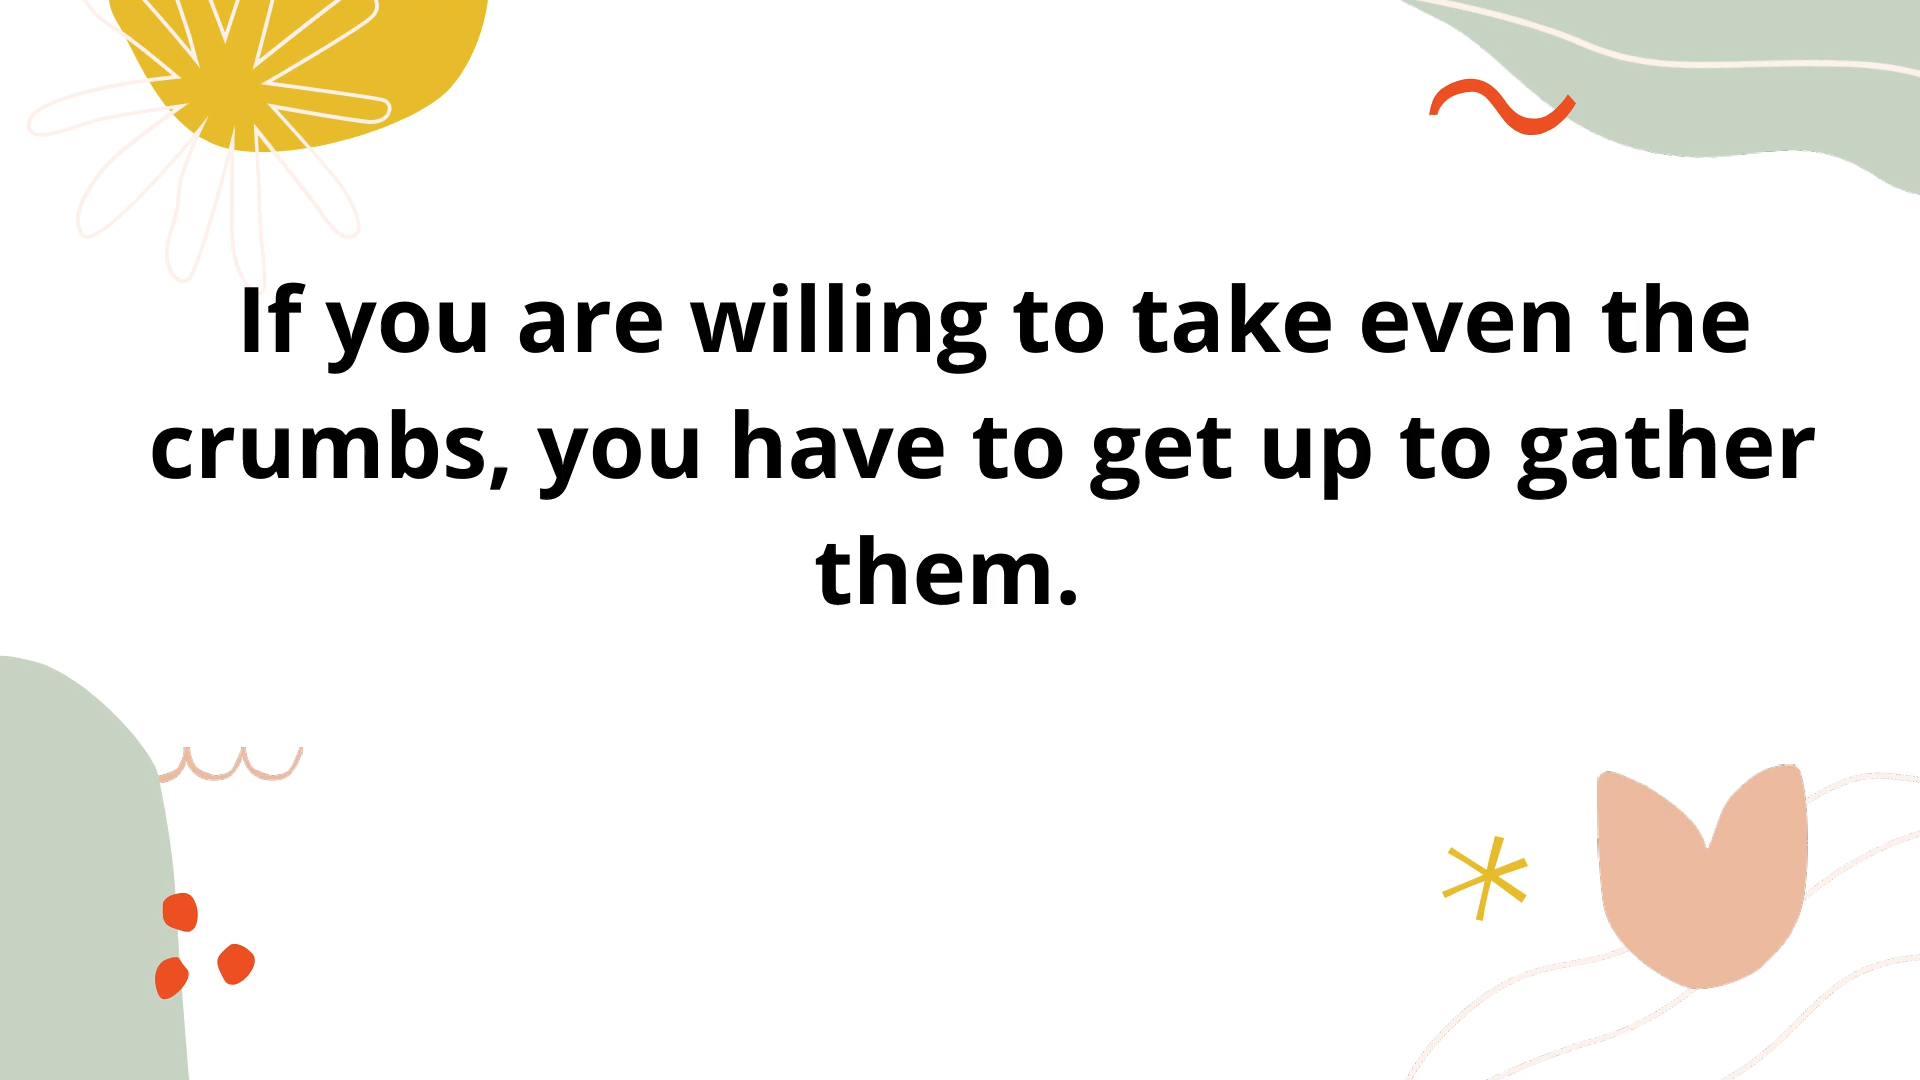 If you are willing to take even the
crumbs, you have to get up to gather
them.